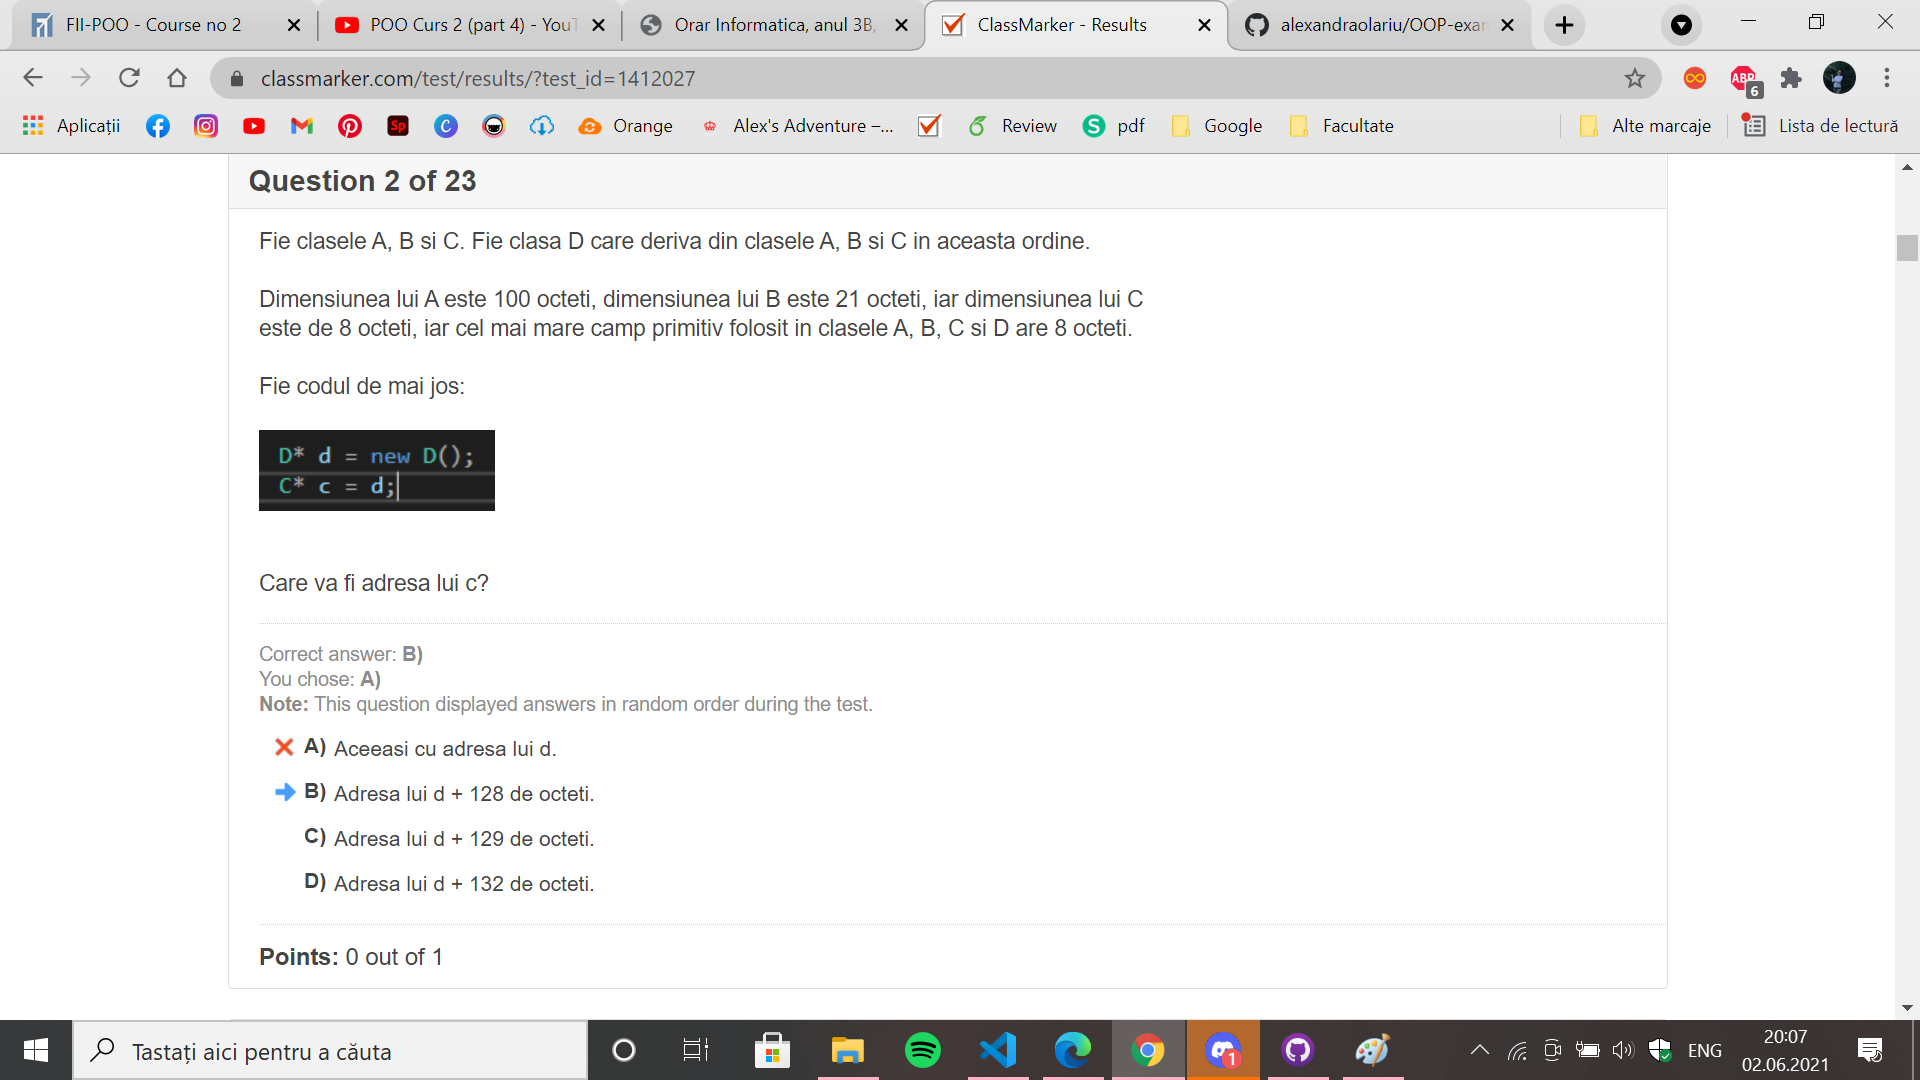 FII-POO - Course no 2
POO Curs 2 (part 4) - YouT
Orar Informatica, anul 3B,
ClassMarker - Results
alexandraolariu/OOP-exar
classmarker.com/test/results/?test_id=1412027
ABP
6
Aplicații
Sp
Orange
Alex's Adventure –...
Review
S
pdf
Google
Facultate
Alte marcaje
Lista de lectură
Question 2 of 23
Fie clasele A, B si C. Fie clasa D care deriva din clasele A, B si C in aceasta ordine.
Dimensiunea lui A este 100 octeti, dimensiunea lui B este 21 octeti, iar dimensiunea lui C
este de 8 octeti, iar cel mai mare camp primitiv folosit in clasele A, B, C si D are 8 octeti.
Fie codul de mai jos:
D* d = new D();
C* c = d;
Care va fi adresa lui c?
Correct answer: B)
You chose: A)
Note: This question displayed answers in random order during the test.
A) Aceeasi cu adresa lui d.
B) Adresa lui d + 128 de octeti.
C) Adresa lui d + 129 de octeti.
D) Adresa lui d + 132 de octeti.
Points: 0 out of 1
Tastați aici pentru a căuta
1
ENG
20:07
02.06.2021